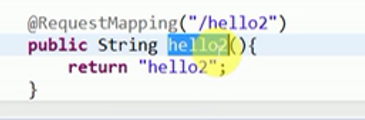 @RequestMapping("/hello2")
public String hello2(){
    return "hello2";
}